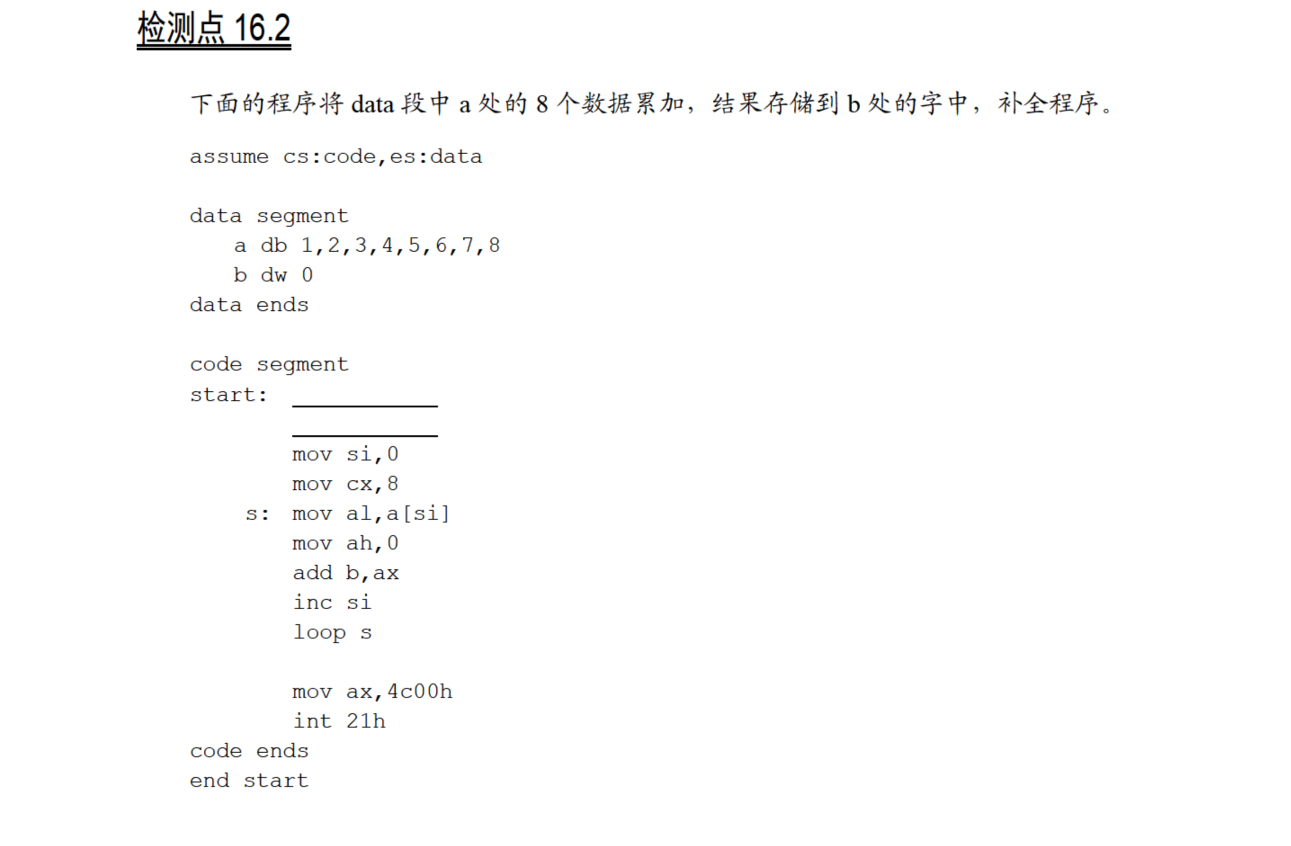 检测点 16.2
下面的程序将 data 段中 a 处的 8 个数据累加，结果存储到 b 处的字中，补全程序。
assume cs:code,es:data
data segment
a db 1,2,3,4,5,6,7,8
b dw 0
data ends
code segment
start:
mov si,0
mov cx,8
s: mov al,a[si]
mov ah,0
add b,ax
inc si
loop s
mov ax,4c00h
int 21h
code ends
end start